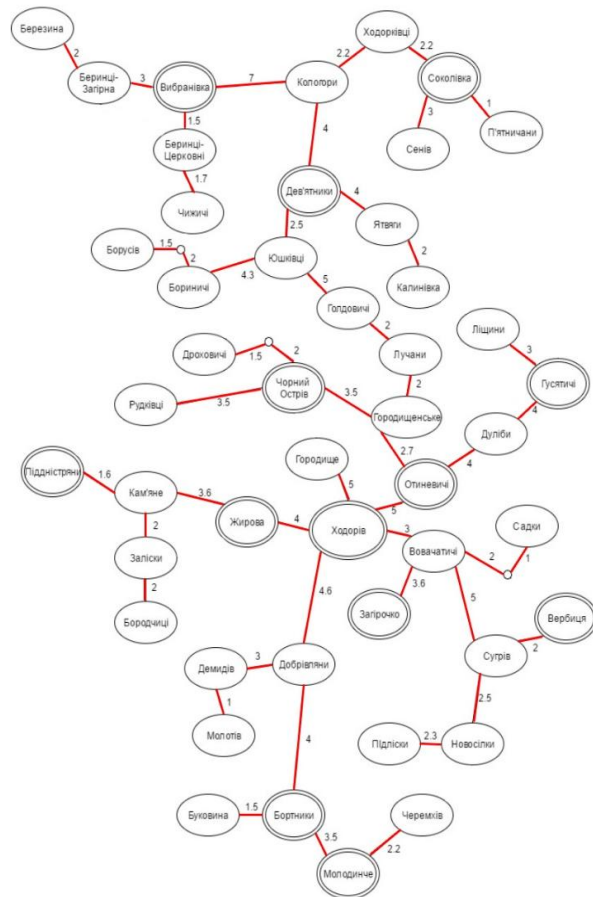 Березина
2
Беринці-
Загірна
3
Вибранівка
7
Кологори
2.2
Ходорківці
2.2
Соколівка
1
П'ятничани
3
Сенів
1.5
Беринці-
Церковні
1.7
Чижичі
4
Дев'ятники
4
Ятвяги
2
Калинівка
2.5
Юшківці
4.3
Бориничі
2
1.5
Борусів
5
Голдовичі
2
Лучани
2
Городищенське
3.5
Чорний
Острів
2
1.5
Дроховичі
3.5
Рудківці
2.7
Отиневичі
4
Дуліби
4
Гусятичі
3
Ліщини
5
Ходорів
5
Городище
4
Жирова
3.6
Кам'яне
1.6
Піддністряни
2
Заліски
2
Бородчиці
3
Вовачатичі
2
1
Садки
3.6
Загірочко
5
Сугрів
2
Вербиця
2.5
Новосілки
2.3
Підліски
4.6
Добрівляни
3
Демидів
1
Молотів
4
Бортники
1.5
Буковина
3.5
Молодинче
2.2
Черемхів